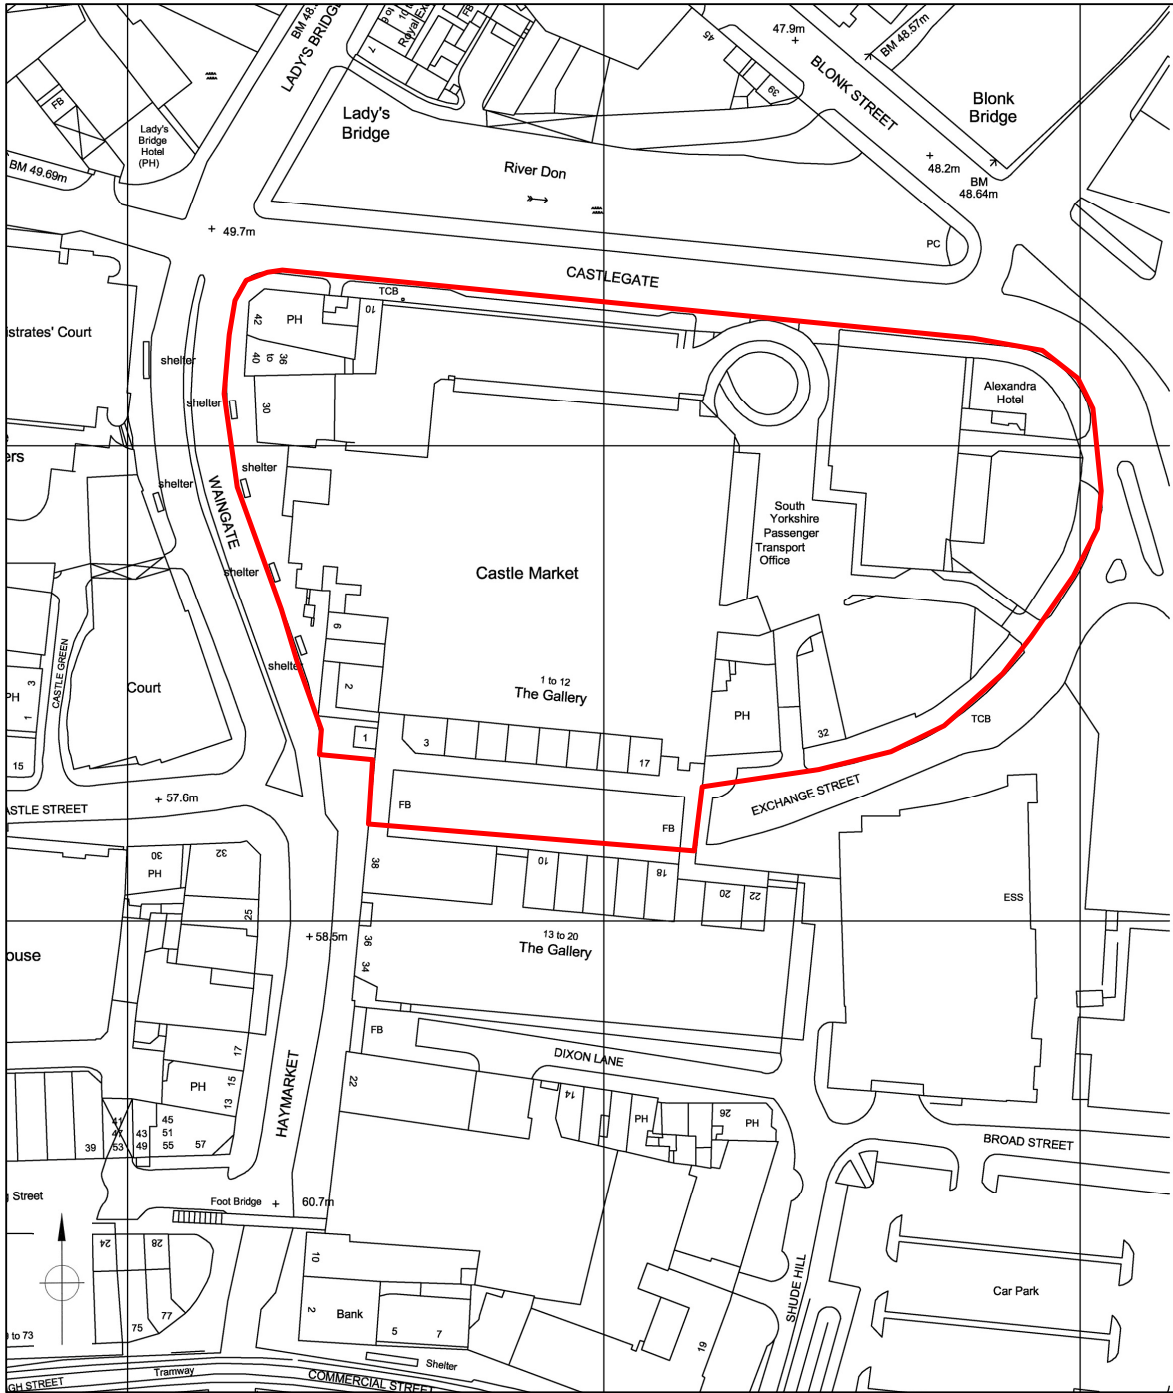 BM 48.
LADY'S BRIDGE
7
Royal Ex
FB
45
47.9m
BM 48.57m
BLONK STREET
39
Blonk
Bridge
FB
Lady's
Bridge
Hotel
(PH)
Lady's
Bridge
BM 49.69m
River Don
48.2m
BM
48.64m
49.7m
PC
CASTLEGATE
TCB
10
42
PH
istrates' Court
shelter
40
to
36
Alexandra
Hotel
30
shelter
ers
shelter
shelter
WAINGATE
South
Yorkshire
Passenger
Transport
Office
shelter
Castle Market
6
CASTLE GREEN
shelter
Court
2
1 to 12
The Gallery
PH
3
1
PH
TCB
1
3
17
32
15
ASTLE STREET
57.6m
FB
FB
EXCHANGE STREET
30
PH
32
38
10
18
20
22
ESS
25
58.5m
36
34
13 to 20
The Gallery
ouse
FB
DIXON LANE
17
PH
15
13
22
14
PH
26
PH
HAYMARKET
41
47
53
43
49
45
51
55
57
39
BROAD STREET
Street
Foot Bridge
60.7m
24
28
10
SHUDE HILL
Car Park
2
Bank
5
7
77
75
to 73
19
Shelter
Tramway
GH STREET
COMMERCIAL STREET